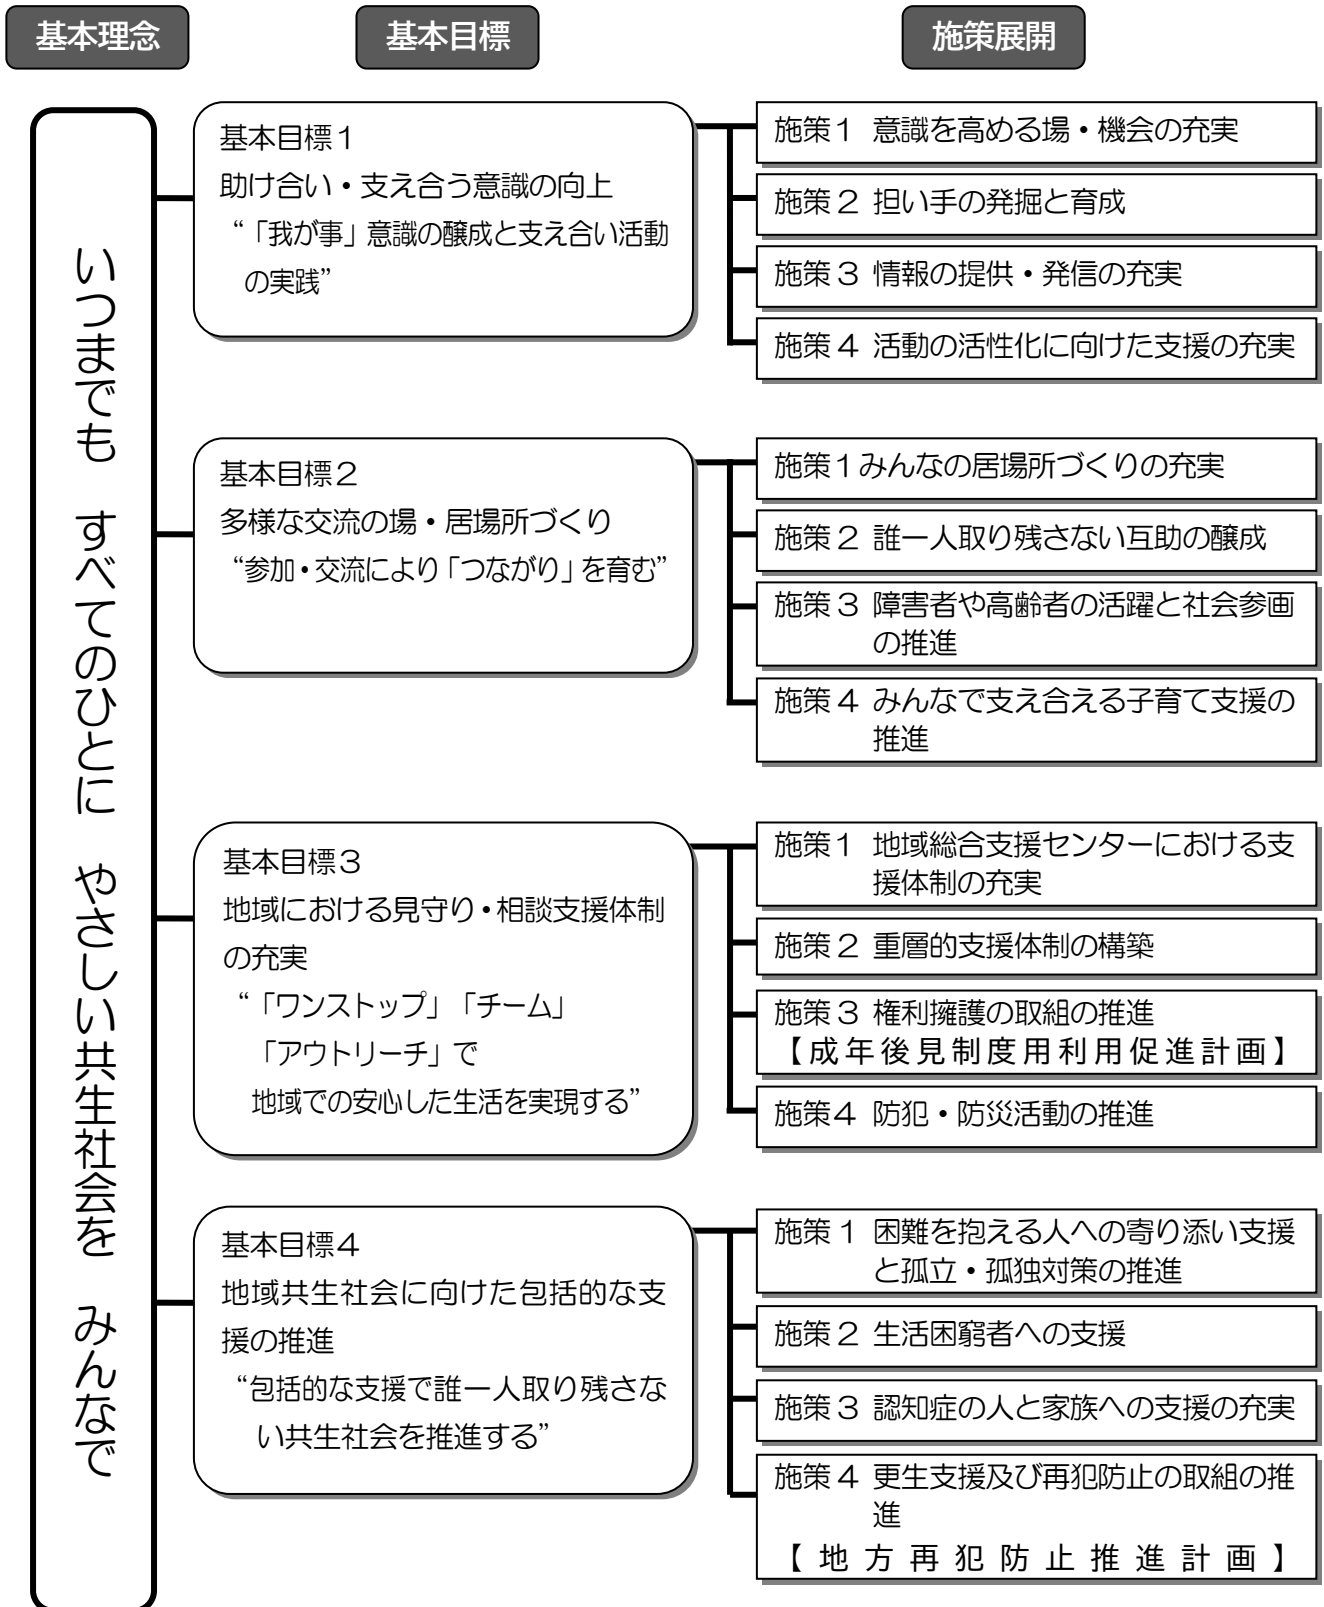 基本理念
基本目標
施策展開
いつまでも　すべてのひとに　やさしい共生社会を　みんなで
基本目標１
助け合い・支え合う意識の向上
“「我が事」意識の醸成と支え合い活動
の実践”
施策１ 意識を高める場・機会の充実
施策２ 担い手の発掘と育成
施策３ 情報の提供・発信の充実
施策４ 活動の活性化に向けた支援の充実
基本目標２
多様な交流の場・居場所づくり
“参加・交流により「つながり」を育む”
施策１みんなの居場所づくりの充実
施策２ 誰一人取り残さない互助の醸成
施策３ 障害者や高齢者の活躍と社会参画
の推進
施策４ みんなで支え合える子育て支援の
推進
基本目標３
地域における見守り・相談支援体制
の充実
“「ワンストップ」「チーム」
「アウトリーチ」で
地域での安心した生活を実現する”
施策１ 地域総合支援センターにおける支
援体制の充実
施策２ 重層的支援体制の構築
施策３ 権利擁護の取組の推進
【成年後見制度用利用促進計画】
施策４ 防犯・防災活動の推進
基本目標４
地域共生社会に向けた包括的な支
援の推進
“包括的な支援で誰一人取り残さな
い共生社会を推進する”
施策１ 困難を抱える人への寄り添い支援
と孤立・孤独対策の推進
施策２ 生活困窮者への支援
施策３ 認知症の人と家族への支援の充実
施策４ 更生支援及び再犯防止の取組の推
進
【地方再犯防止推進計画】